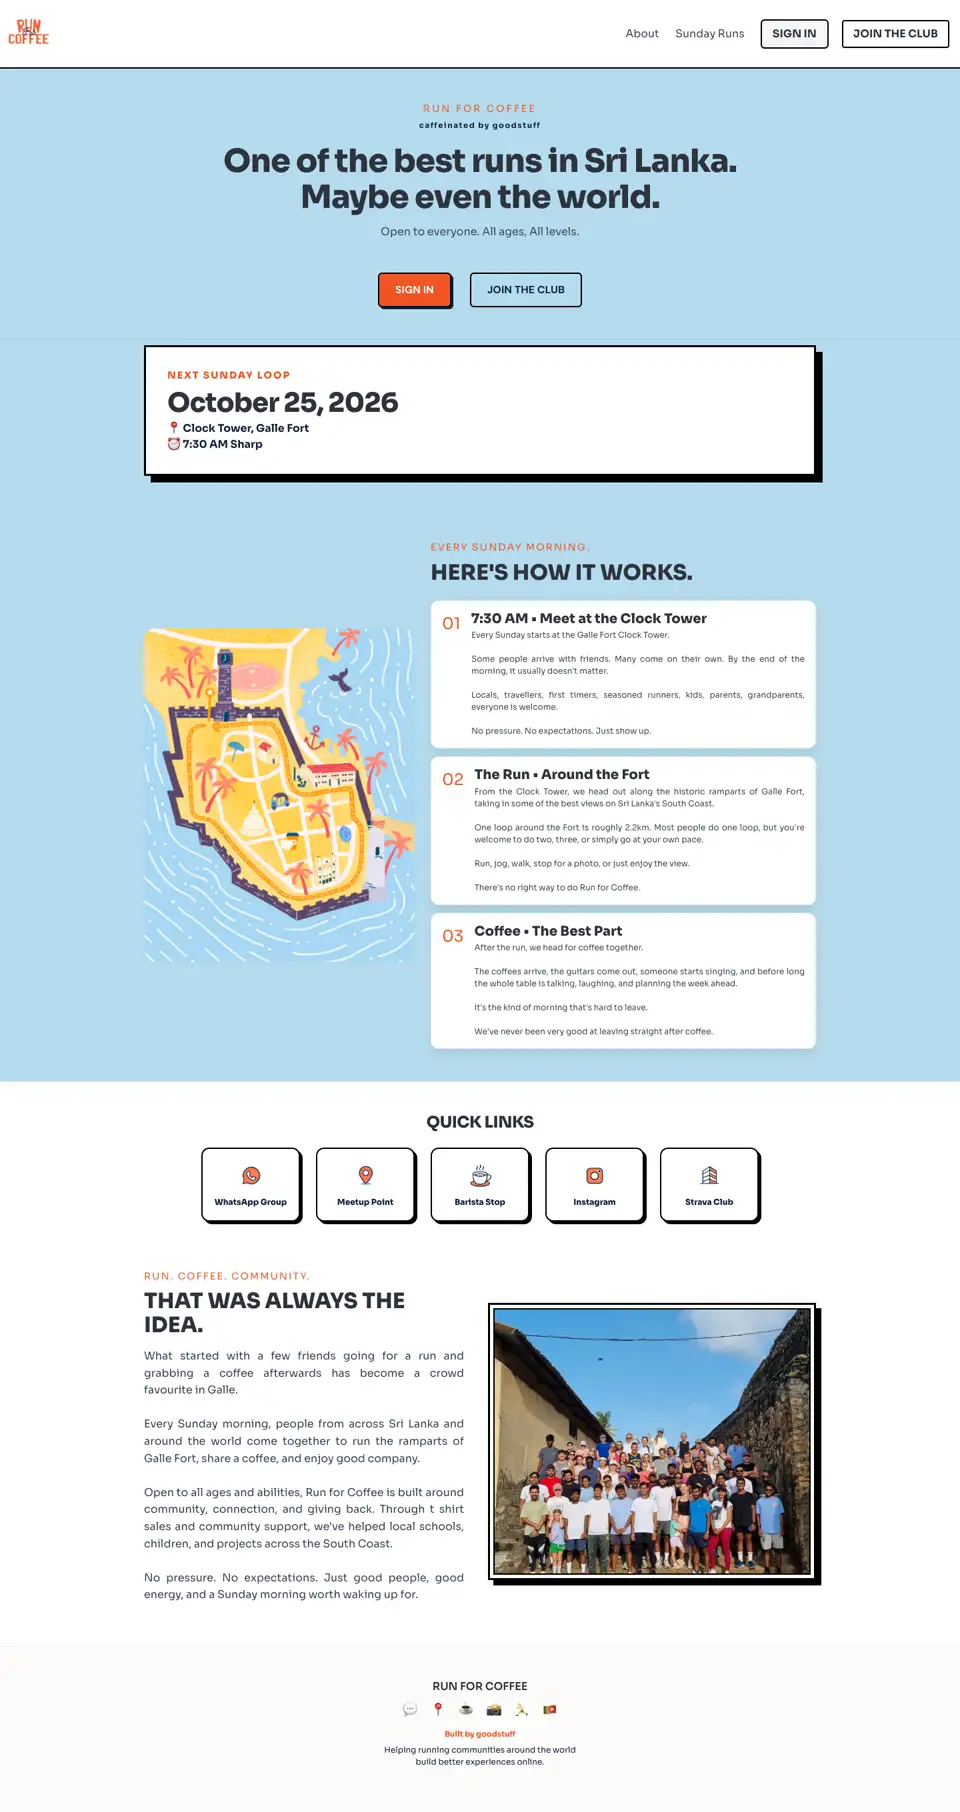 RUN
COFFEE
About
Sunday Runs
SIGN IN
JOIN THE CLUB
RUN FOR COFFEE
caffeinated by goodstuff
One of the best runs in Sri Lanka.
Maybe even the world.
Open to everyone. All ages, All levels.
SIGN IN
JOIN THE CLUB
NEXT SUNDAY LOOP
October 25, 2026
Clock Tower, Galle Fort
7:30 AM Sharp
EVERY SUNDAY MORNING.
HERE'S HOW IT WORKS.
01
7:30 AM • Meet at the Clock Tower
Every Sunday starts at the Galle Fort Clock Tower.
Some people arrive with friends. Many come on their own. By the end of the
morning, it usually doesn't matter.
Locals, travellers, first timers, seasoned runners, kids, parents, grandparents,
everyone is welcome.
No pressure. No expectations. Just show up.
02
The Run • Around the Fort
From the Clock Tower, we head out along the historic ramparts of Galle Fort,
taking in some of the best views on Sri Lanka's South Coast.
One loop around the Fort is roughly 2.2km. Most people do one loop, but you're
welcome to do two, three, or simply go at your own pace.
Run, jog, walk, stop for a photo, or just enjoy the view.
There's no right way to do Run for Coffee.
03
Coffee • The Best Part
After the run, we head for coffee together.
The coffees arrive, the guitars come out, someone starts singing, and before long
the whole table is talking, laughing, and planning the week ahead.
It's the kind of morning that's hard to leave.
We've never been very good at leaving straight after coffee.
QUICK LINKS
WhatsApp Group
Meetup Point
Barista Stop
Instagram
Strava Club
RUN. COFFEE. COMMUNITY.
THAT WAS ALWAYS THE
IDEA.
What started with a few friends going for a run and
grabbing a coffee afterwards has become a crowd
favourite in Galle.
Every Sunday morning, people from across Sri Lanka and
around the world come together to run the ramparts of
Galle Fort, share a coffee, and enjoy good company.
Open to all ages and abilities, Run for Coffee is built around
community, connection, and giving back. Through t shirt
sales and community support, we've helped local schools,
children, and projects across the South Coast.
No pressure. No expectations. Just good people, good
energy, and a Sunday morning worth waking up for.
RUN FOR COFFEE
Built by goodstuff
Helping running communities around the world
build better experiences online.